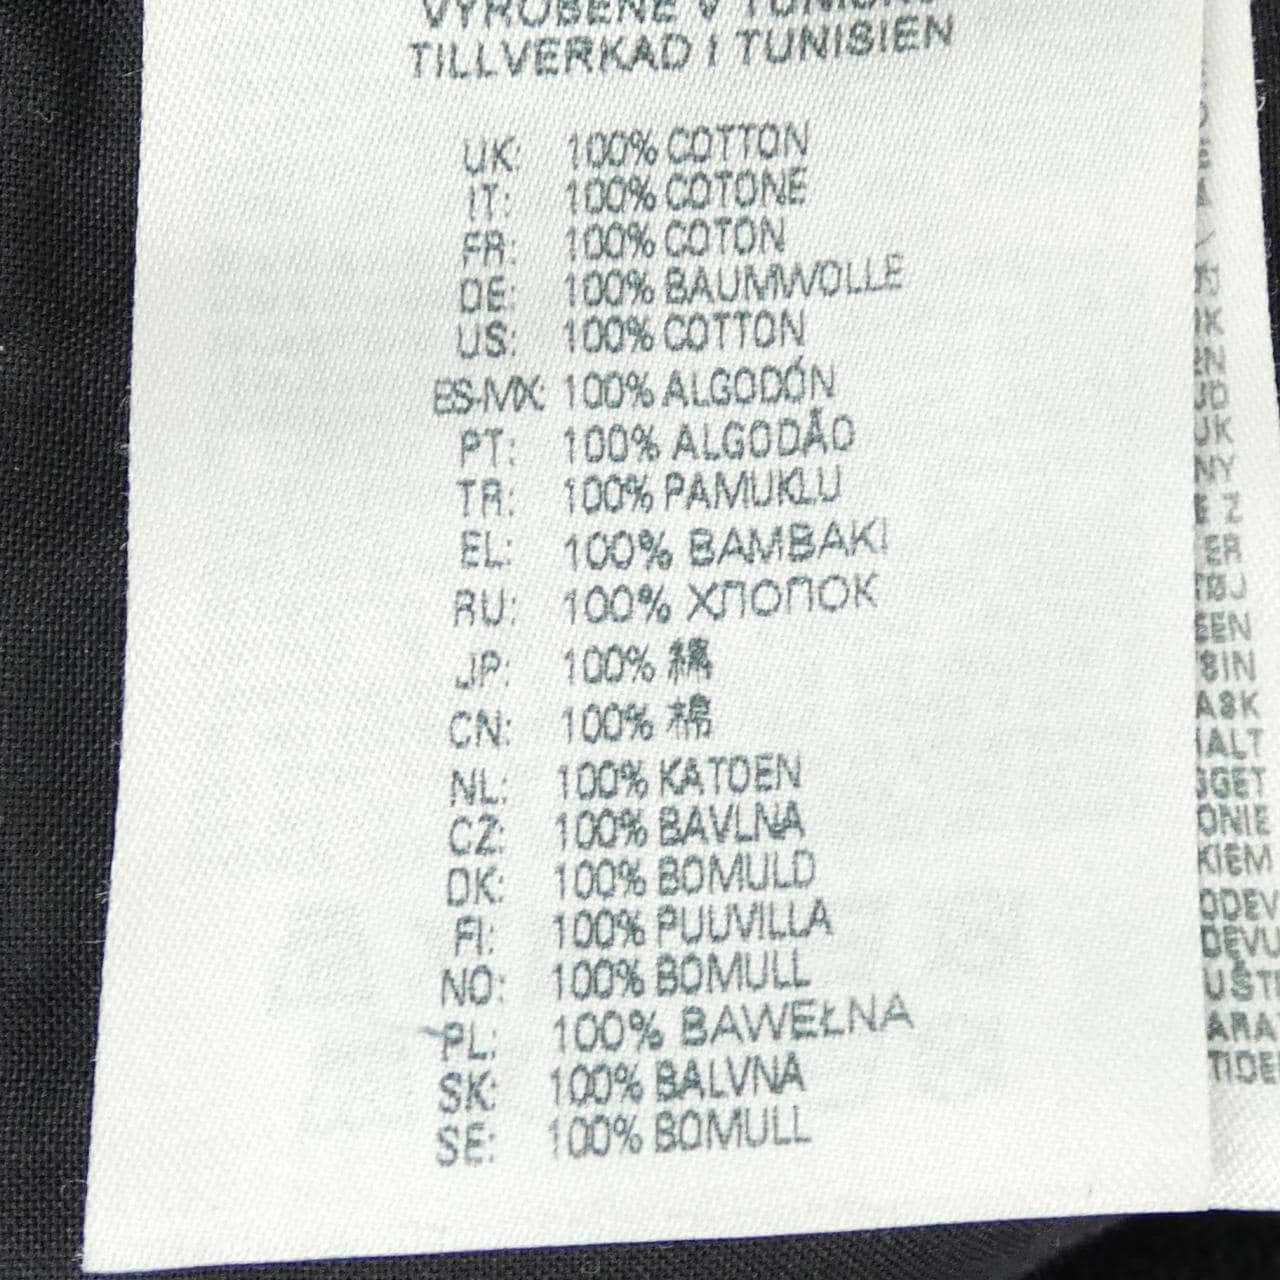 VYROBENE V TUNISKU
TILLVERKAD I TUNISIEN
UK: 100% COTTON
IT: 100% COTONE
FR: 100% COTON
DE: 100% BAUMWOLLE
US: 100% COTTON
ES-MX: 100% ALGODÓN
PT: 100% ALGODÃO
TR: 100% PAMUKLU
EL: 100% BAMBAKI
RU: 100% ХЛОПОК
JP: 100% 綿
CN: 100% 棉
NL: 100% KATOEN
CZ: 100% BAVLNA
DK: 100% BOMULD
FI: 100% PUUVILLA
NO: 100% BOMULL
PL: 100% BAWEŁNA
SK: 100% BALVNA
SE: 100% BOMULL